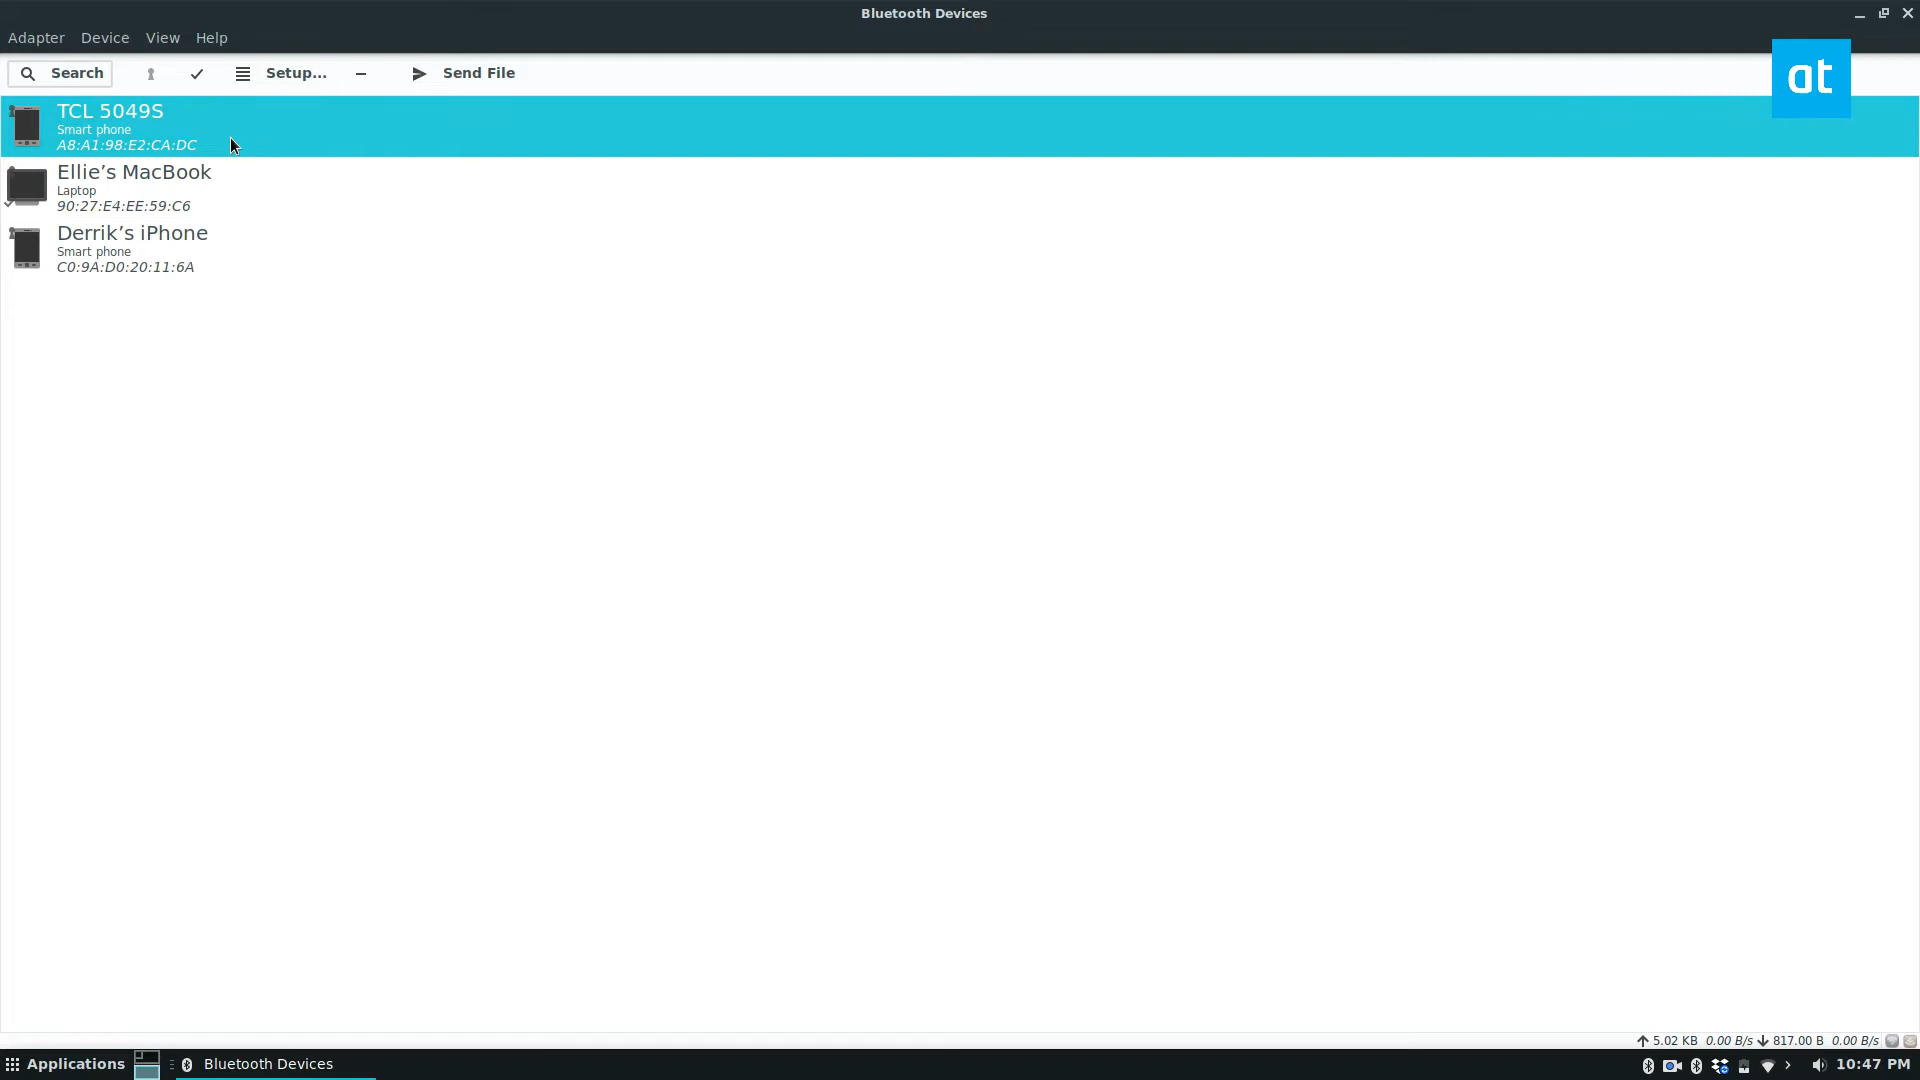 Bluetooth Devices
Adapter Device View Help
Search Setup... Send File
at
TCL 5049S
Smart phone
A8:A1:98:E2:CA:DC
Ellie’s MacBook
Laptop
90:27:E4:EE:59:C6
Derrik’s iPhone
Smart phone
C0:9A:D0:20:11:6A
5.02 KB 0.00 B/s 817.00 B 0.00 B/s
Applications Bluetooth Devices 10:47 PM